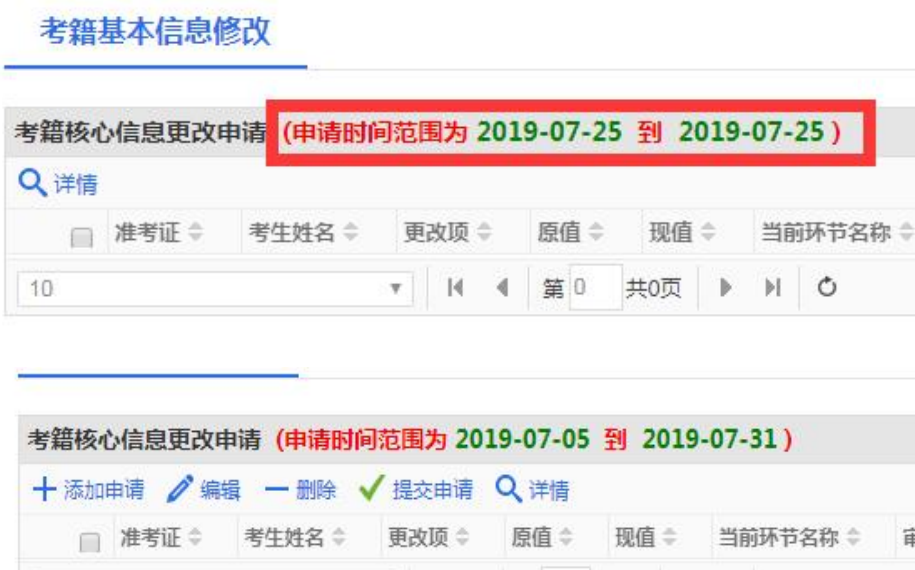 考籍基本信息修改
考籍核心信息更改申请 (申请时间范围为 2019-07-25 到 2019-07-25)
详情
准考证 考生姓名 更改项 原值 现值 当前环节名称
10 第 0 共0页
考籍核心信息更改申请 (申请时间范围为 2019-07-05 到 2019-07-31)
添加申请 编辑 删除 提交申请 详情
准考证 考生姓名 更改项 原值 现值 当前环节名称